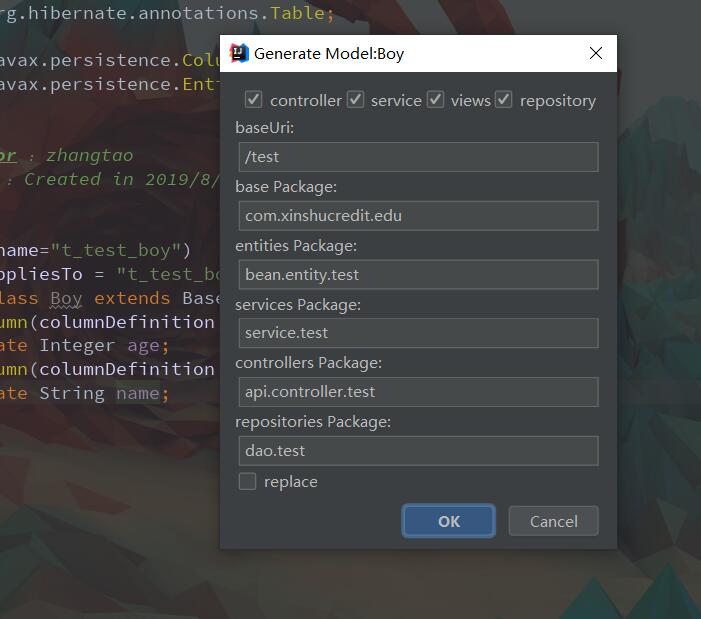 rg.hibernate.annotations.Table;
avax.persistence.Colu
avax.persistence.Ent
or : zhangtao
: Created in 2019/8/
name="t_test_boy")
ppliesTo = "t_test_bo
lass Boy extends Base
umn(columnDefinition
ate Integer age;
umn(columnDefinition
ate String name;
Generate Model:Boy
controller service views repository
baseUri:
/test
base Package:
com.xinshucredit.edu
entities Package:
bean.entity.test
services Package:
service.test
controllers Package:
api.controller.test
repositories Package:
dao.test
replace
OK Cancel